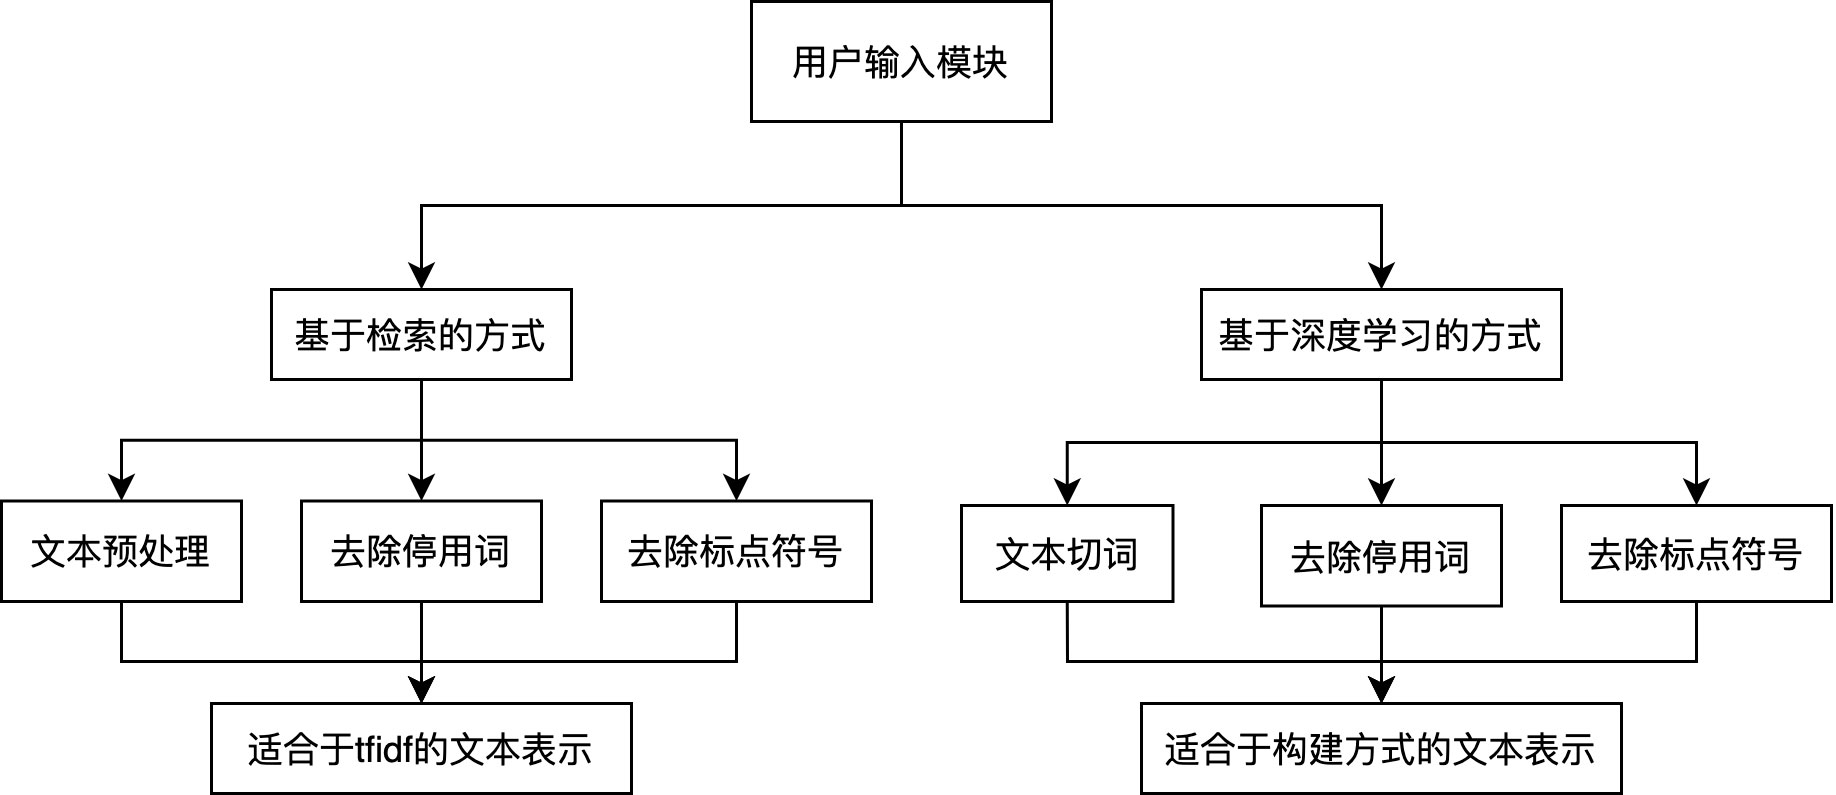 用户输入模块
基于检索的方式
基于深度学习的方式
文本预处理
去除停用词
去除标点符号
文本切词
去除停用词
去除标点符号
适合于tfidf的文本表示
适合于构建方式的文本表示